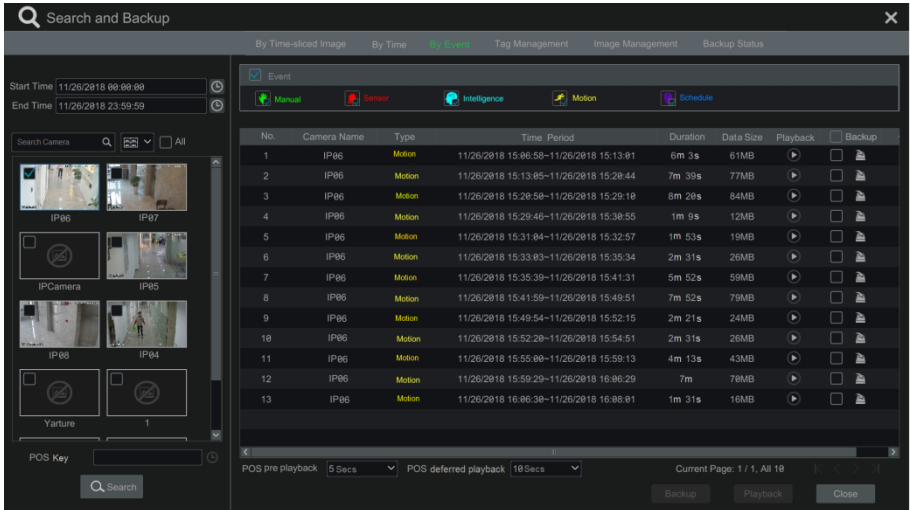 Search and Backup
By Time-sliced Image By Time By Event Tag Management Image Management Backup Status
Start Time 11/26/2018 00:00:00
End Time 11/26/2018 23:59:59
Search Camera All
IP06 IP07
IPCamera IP05
IP08 IP04
Yarture 1
POS Key
Search
Event
Manual Sensor Intelligence Motion Schedule
No. Camera Name Type Time Period Duration Data Size Playback Backup
1 IP06 Motion 11/26/2018 15:06:58~11/26/2018 15:13:01 6m 3s 61MB
2 IP06 Motion 11/26/2018 15:13:05~11/26/2018 15:20:44 7m 39s 77MB
3 IP06 Motion 11/26/2018 15:20:50~11/26/2018 15:29:10 8m 20s 84MB
4 IP06 Motion 11/26/2018 15:29:46~11/26/2018 15:30:55 1m 9s 12MB
5 IP06 Motion 11/26/2018 15:31:04~11/26/2018 15:32:57 1m 53s 19MB
6 IP06 Motion 11/26/2018 15:33:03~11/26/2018 15:35:34 2m 31s 26MB
7 IP06 Motion 11/26/2018 15:35:39~11/26/2018 15:41:31 5m 52s 59MB
8 IP06 Motion 11/26/2018 15:41:59~11/26/2018 15:49:51 7m 52s 79MB
9 IP06 Motion 11/26/2018 15:49:54~11/26/2018 15:52:15 2m 21s 24MB
10 IP06 Motion 11/26/2018 15:52:20~11/26/2018 15:54:51 2m 31s 26MB
11 IP06 Motion 11/26/2018 15:55:00~11/26/2018 15:59:13 4m 13s 43MB
12 IP06 Motion 11/26/2018 15:59:29~11/26/2018 16:06:29 7m 70MB
13 IP06 Motion 11/26/2018 16:06:30~11/26/2018 16:08:01 1m 31s 16MB
POS pre playback 5 Secs POS deferred playback 10 Secs Current Page: 1 / 1, All 10
Backup Playback Close